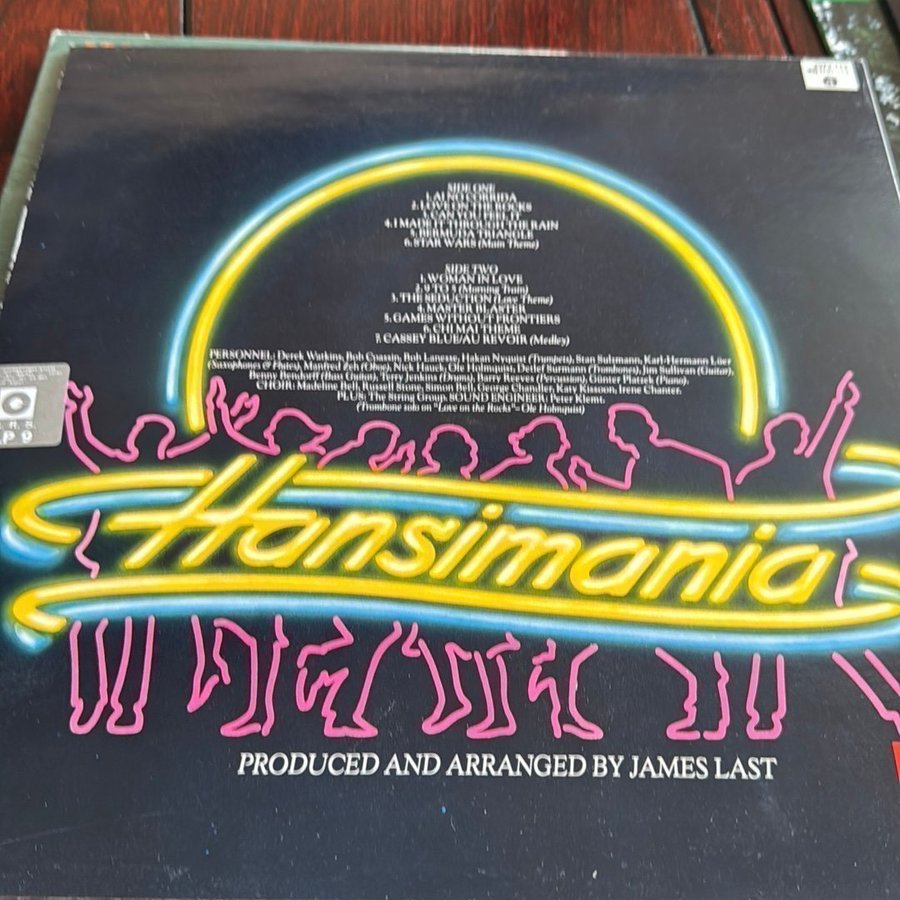 SIDE ONE
1. AI NO CORRIDA
2. LOVE ON THE ROCKS
3. CAN YOU FEEL IT
4. I MADE IT THROUGH THE RAIN
5. BERMUDA TRIANGLE
6. STAR WARS (Main Theme)
SIDE TWO
1. WOMAN IN LOVE
2. 9 TO 5 (Morning Train)
3. THE SEDUCTION (Love Theme)
4. MASTER BLASTER
5. GAMES WITHOUT FRONTIERS
6. CHI MAI THEME
7. CASSEY BLUE/AU REVOIR (Medley)
PERSONNEL: Derek Watkins, Bob Coassin, Bob Lanese, Hakan Nyquist (Trumpets), Stan Sulzmann, Karl-Hermann Lüer
(Saxophones & Flutes), Manfred Zeh (Oboe), Nick Hauck, Ole Holmquist, Detlef Surmann (Trombones), Jim Sullivan (Guitar),
Benny Bendorff (Bass Guitar), Terry Jenkins (Drums), Barry Reeves (Percussion), Günter Platzek (Piano).
CHOIR: Madeline Bell, Russell Stone, Simon Bell, George Chandler, Katy Kissoon, Irene Chanter.
PLUS: The String Group. SOUND ENGINEER: Peter Klemt.
(Trombone solo on "Love on the Rocks"–Ole Holmquist)
P 9
Hansimania
PRODUCED AND ARRANGED BY JAMES LAST